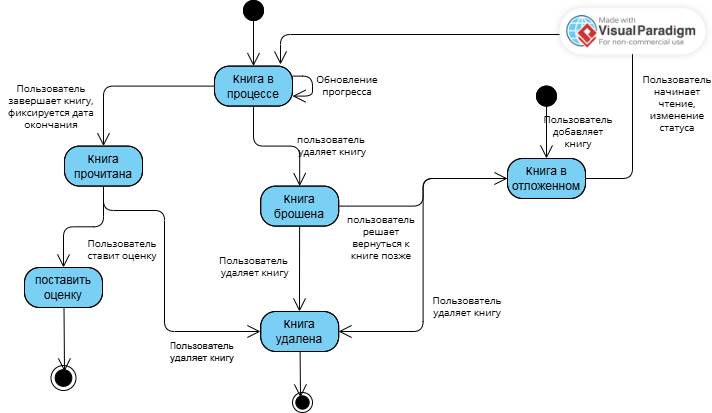 Made with
VisualParadigm
For non-commercial use
Книга в
процессе
Обновление
прогресса
Пользователь
завершает книгу,
фиксируется дата
окончания
Пользователь
начинает
чтение,
изменение
статуса
Пользователь
добавляет
книгу
пользователь
удаляет книгу
Книга
прочитана
Книга в
отложенном
Книга
брошена
пользователь
решает
вернуться к
книге позже
Пользователь
ставит оценку
Пользователь
удаляет книгу
поставить
оценку
Пользователь
удаляет книгу
Книга
удалена
Пользователь
удаляет книгу